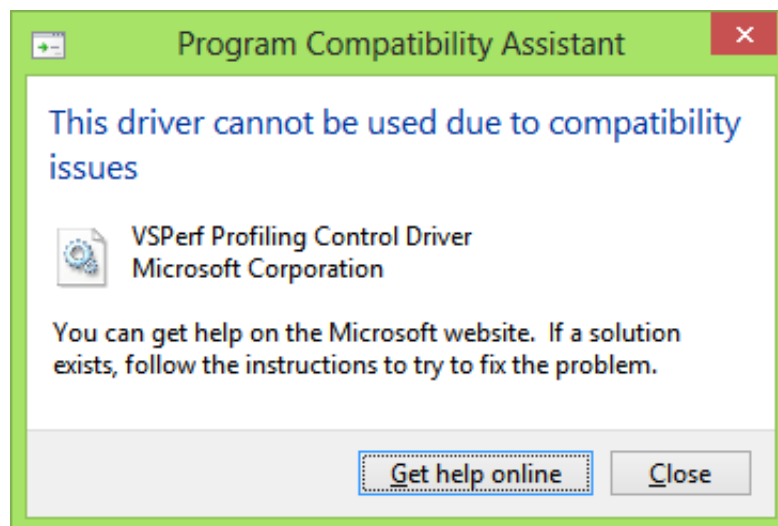 Program Compatibility Assistant
This driver cannot be used due to compatibility
issues
VSPerf Profiling Control Driver
Microsoft Corporation
You can get help on the Microsoft website.  If a solution
exists, follow the instructions to try to fix the problem.
Get help online
Close